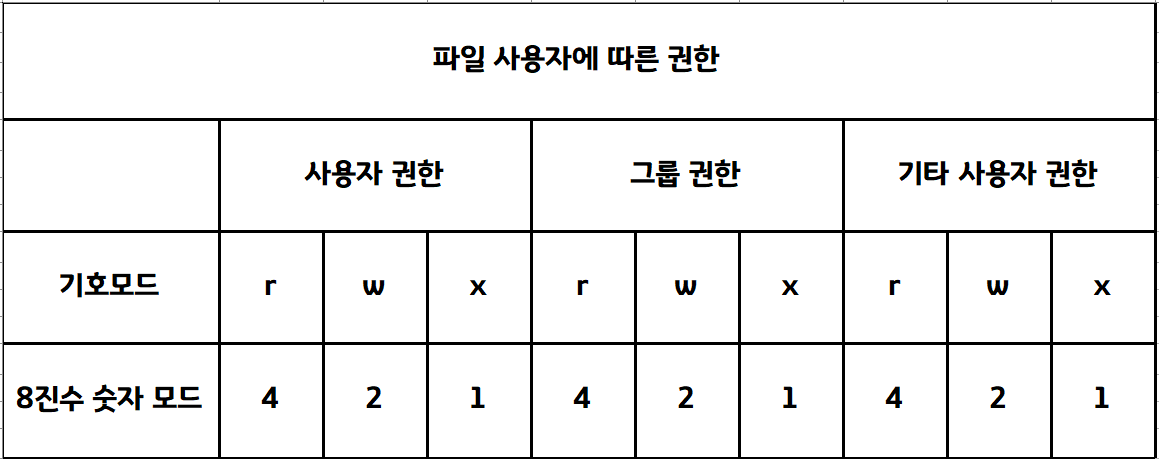 파일 사용자에 따른 권한
사용자 권한 그룹 권한 기타 사용자 권한
기호모드 r w x r w x r w x
8진수 숫자 모드 4 2 1 4 2 1 4 2 1